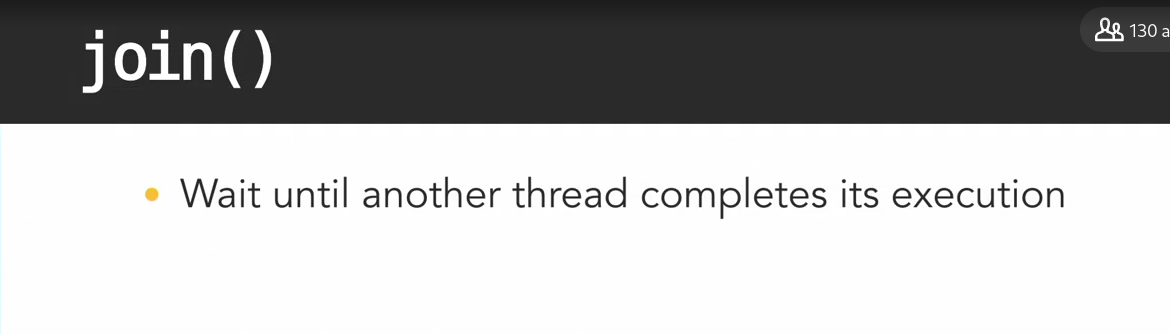 join()
130 a
Wait until another thread completes its execution